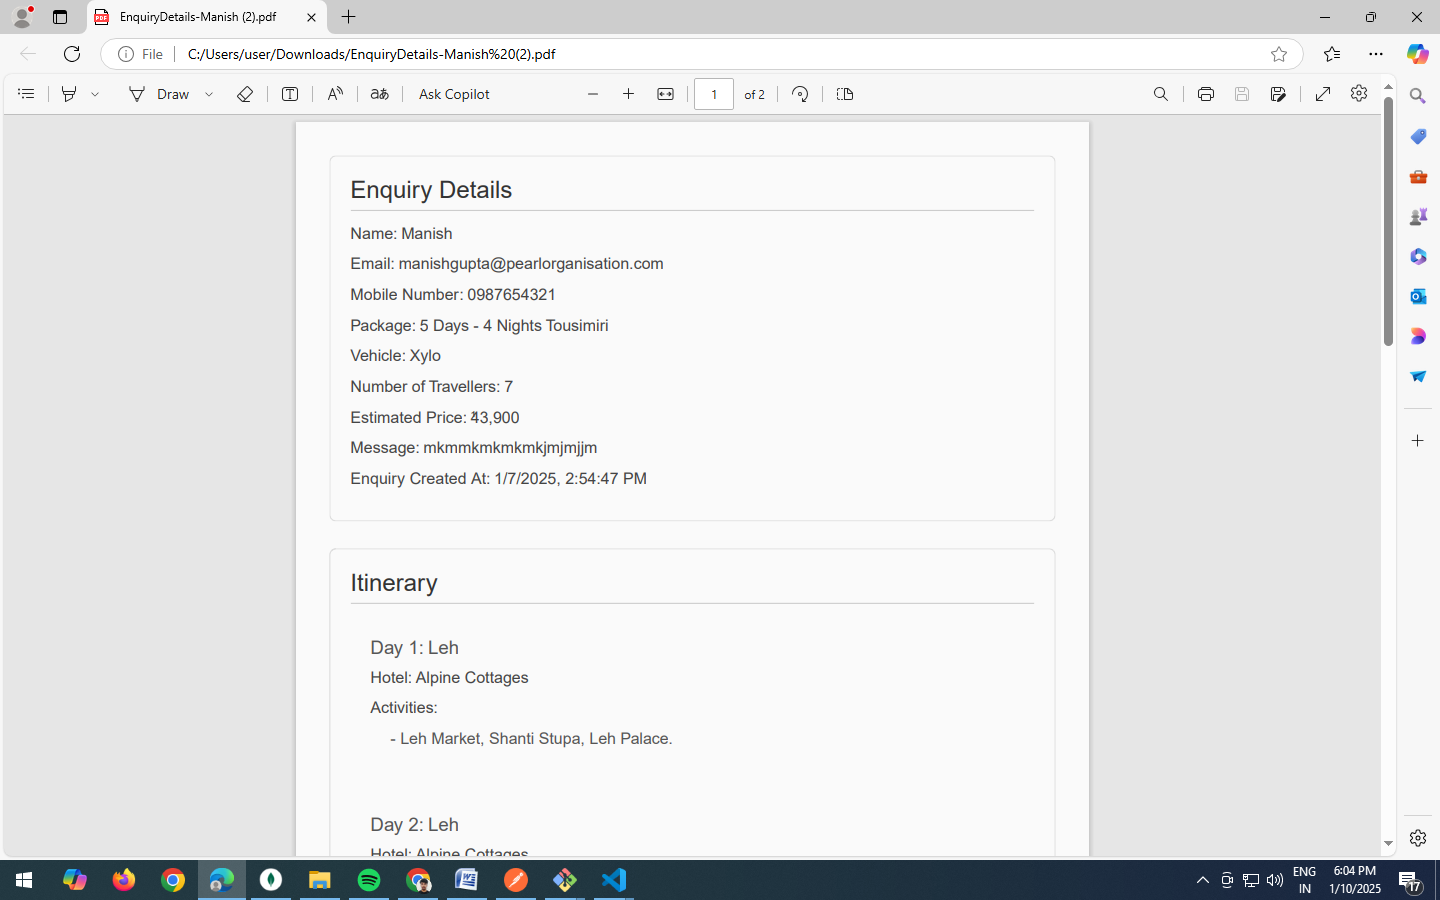 EnquiryDetails-Manish (2).pdf
File
C:/Users/user/Downloads/EnquiryDetails-Manish%20(2).pdf
Draw
aあ
Ask Copilot
1
of 2
Enquiry Details
Name: Manish
Email: manishgupta@pearlorganisation.com
Mobile Number: 0987654321
Package: 5 Days - 4 Nights Tousimiri
Vehicle: Xylo
Number of Travellers: 7
Estimated Price: 43,900
Message: mkmmkmkmkmkjmjmjjm
Enquiry Created At: 1/7/2025, 2:54:47 PM
Itinerary
Day 1: Leh
Hotel: Alpine Cottages
Activities:
- Leh Market, Shanti Stupa, Leh Palace.
Day 2: Leh
Hotel: Alpine Cottages
ENG
IN
6:04 PM
1/10/2025
17